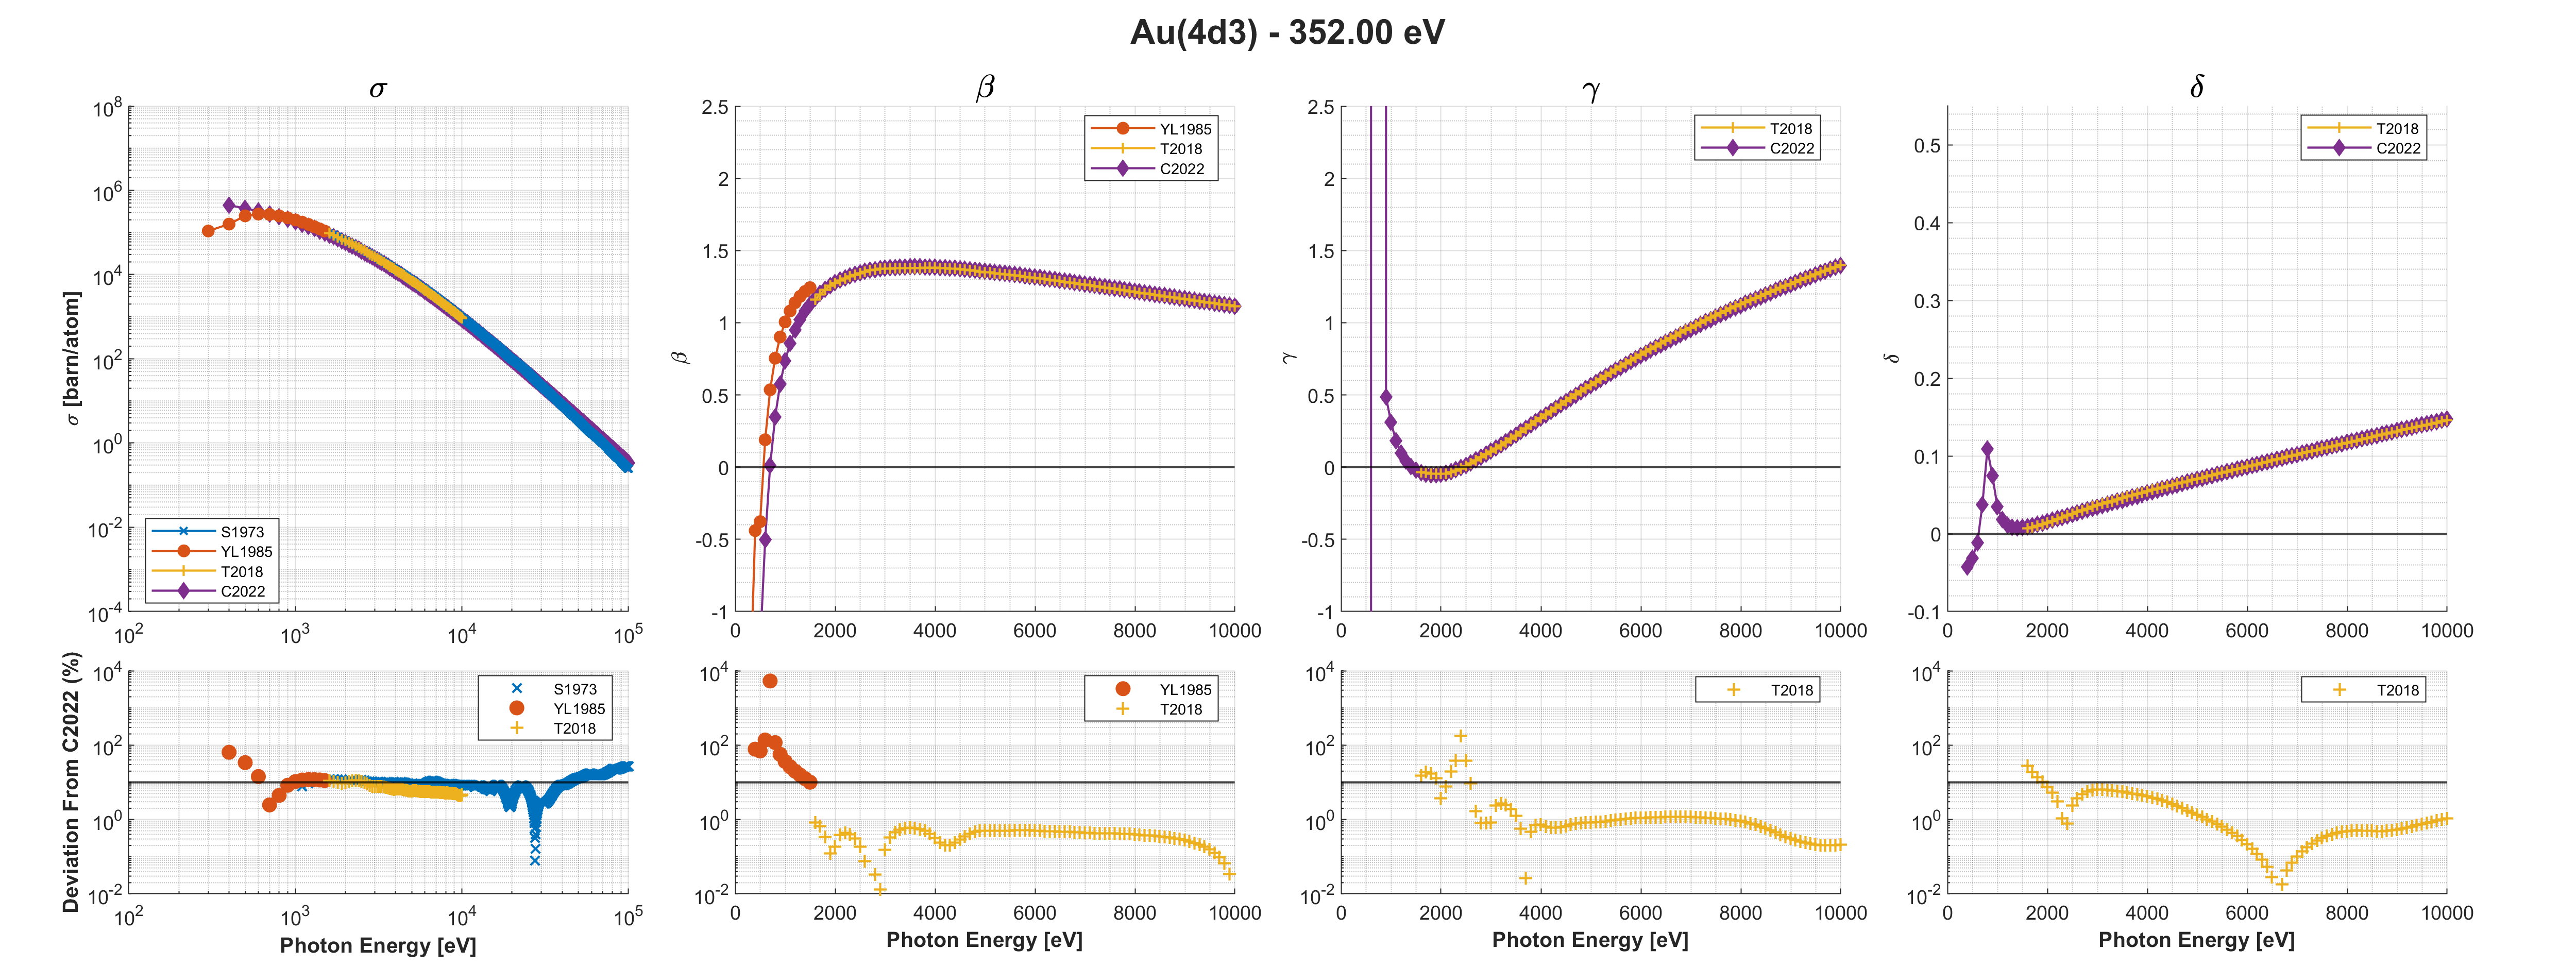 Au(4d3) - 352.00 eV
σ
β
γ
δ
10^8
10^6
10^4
10^2
10^0
10^-2
10^-4
σ [barn/atom]
S1973
YL1985
T2018
C2022
10^2
10^3
10^4
10^5
2.5
2
1.5
1
0.5
0
-0.5
-1
β
YL1985
T2018
C2022
0
2000
4000
6000
8000
10000
2.5
2
1.5
1
0.5
0
-0.5
-1
γ
T2018
C2022
0
2000
4000
6000
8000
10000
0.5
0.4
0.3
0.2
0.1
0
-0.1
δ
T2018
C2022
0
2000
4000
6000
8000
10000
Deviation From C2022 (%)
10^4
10^2
10^0
10^-2
S1973
YL1985
T2018
10^2
10^3
10^4
10^5
Photon Energy [eV]
10^4
10^2
10^0
10^-2
YL1985
T2018
0
2000
4000
6000
8000
10000
Photon Energy [eV]
10^4
10^2
10^0
10^-2
T2018
0
2000
4000
6000
8000
10000
Photon Energy [eV]
10^4
10^2
10^0
10^-2
T2018
0
2000
4000
6000
8000
10000
Photon Energy [eV]